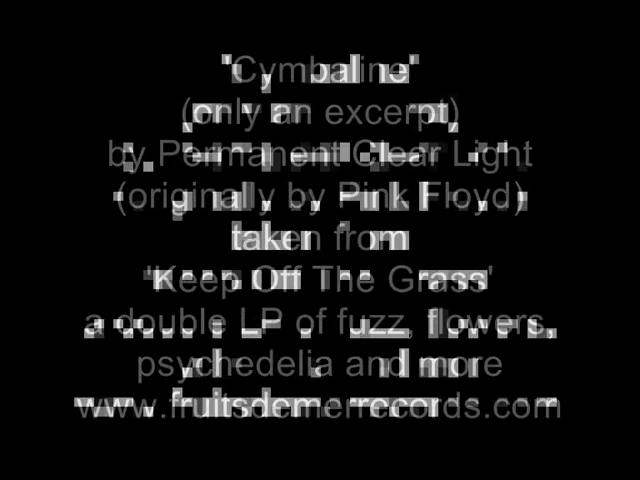 "Cymbaline"
(only an excerpt)
by Permanent Clear Light
(originally by Pink Floyd)
taken from
'Keep Off The Grass'
a double LP of fuzz, flowers,
psychedelia and more
www.fruitsdemerrecords.com